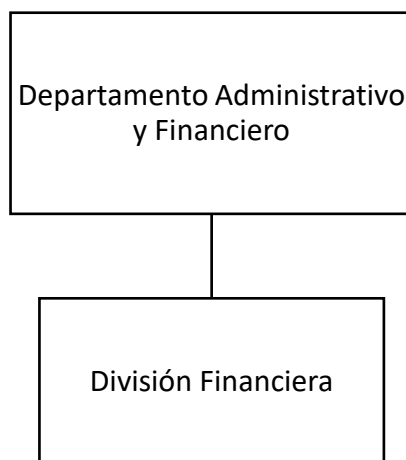 Departamento Administrativo
y Financiero
División Financiera